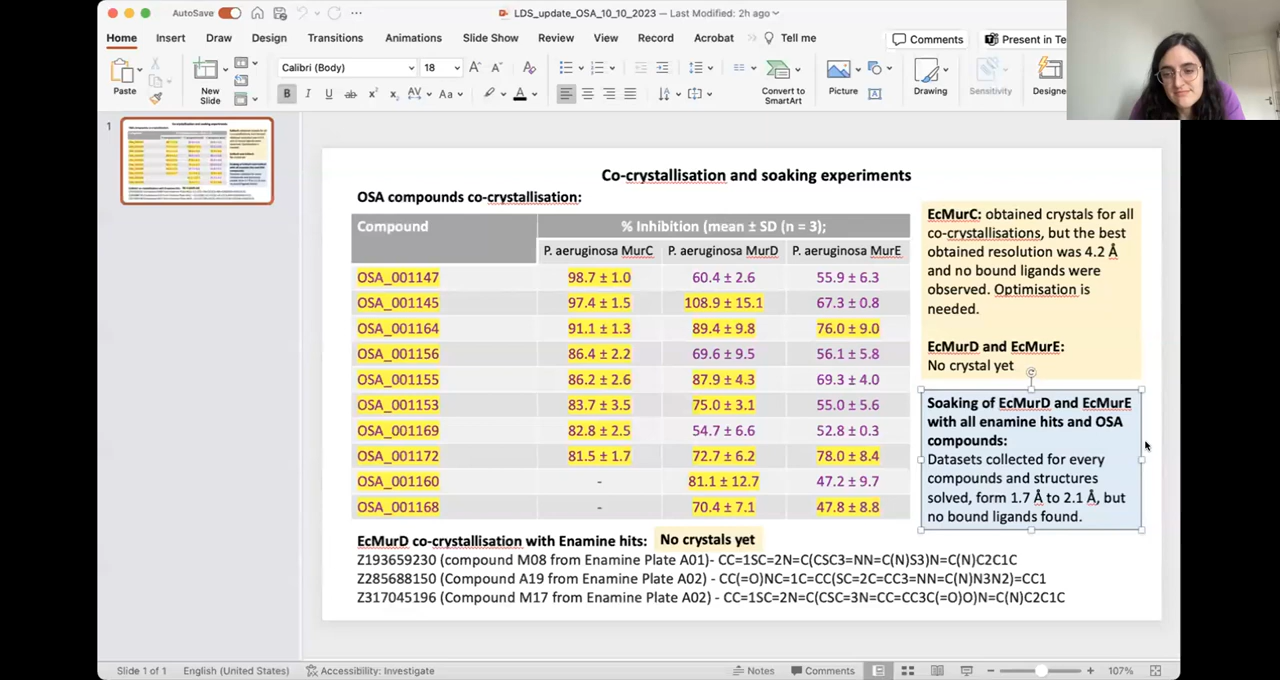 AutoSave
LDS_update_OSA_10_10_2023 — Last Modified: 2h ago
Home Insert Draw Design Transitions Animations Slide Show Review View Record Acrobat Tell me Comments Present in Te
Paste New Slide Calibri (Body) 18 Convert to SmartArt Picture Drawing Sensitivity Designe
1
Co-crystallisation and soaking experiments
OSA compounds co-crystallisation:
Compound % Inhibition (mean ± SD (n = 3);
P. aeruginosa MurC P. aeruginosa MurD P. aeruginosa MurE
OSA_001147 98.7 ± 1.0 60.4 ± 2.6 55.9 ± 6.3
OSA_001145 97.4 ± 1.5 108.9 ± 15.1 67.3 ± 0.8
OSA_001164 91.1 ± 1.3 89.4 ± 9.8 76.0 ± 9.0
OSA_001156 86.4 ± 2.2 69.6 ± 9.5 56.1 ± 5.8
OSA_001155 86.2 ± 2.6 87.9 ± 4.3 69.3 ± 4.0
OSA_001153 83.7 ± 3.5 75.0 ± 3.1 55.0 ± 5.6
OSA_001169 82.8 ± 2.5 54.7 ± 6.6 52.8 ± 0.3
OSA_001172 81.5 ± 1.7 72.7 ± 6.2 78.0 ± 8.4
OSA_001160 - 81.1 ± 12.7 47.2 ± 9.7
OSA_001168 - 70.4 ± 7.1 47.8 ± 8.8
EcMurC: obtained crystals for all
co-crystallisations, but the best
obtained resolution was 4.2 Å
and no bound ligands were
observed. Optimisation is
needed.
EcMurD and EcMurE:
No crystal yet
Soaking of EcMurD and EcMurE
with all enamine hits and OSA
compounds:
Datasets collected for every
compounds and structures
solved, form 1.7 Å to 2.1 Å, but
no bound ligands found.
EcMurD co-crystallisation with Enamine hits: No crystals yet
Z193659230 (compound M08 from Enamine Plate A01)- CC=1SC=2N=C(CSC3=NN=C(N)S3)N=C(N)C2C1C
Z285688150 (Compound A19 from Enamine Plate A02) - CC(=O)NC=1C=CC(SC=2C=CC3=NN=C(N)N3N2)=CC1
Z317045196 (Compound M17 from Enamine Plate A02) - CC=1SC=2N=C(CSC=3N=CC=CC3C(=O)O)N=C(N)C2C1C
Slide 1 of 1 English (United States) Accessibility: Investigate Notes Comments 107%